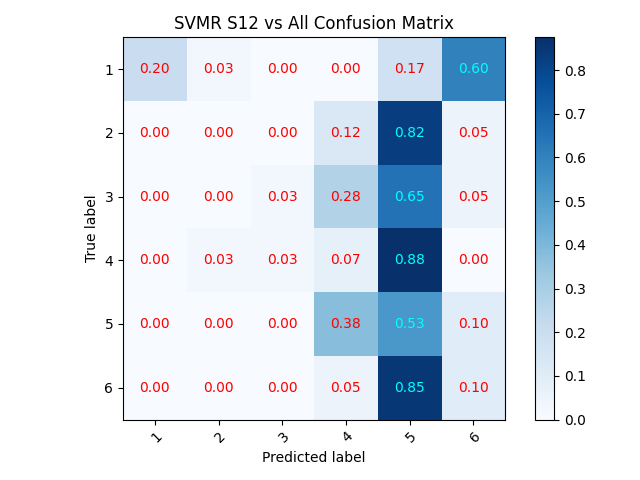 SVMR S12 vs All Confusion Matrix
1 0.20 0.03 0.00 0.00 0.17 0.60
2 0.00 0.00 0.00 0.12 0.82 0.05
3 0.00 0.00 0.03 0.28 0.65 0.05
4 0.00 0.03 0.03 0.07 0.88 0.00
5 0.00 0.00 0.00 0.38 0.53 0.10
6 0.00 0.00 0.00 0.05 0.85 0.10
1 2 3 4 5 6
True label
Predicted label
0.8
0.7
0.6
0.5
0.4
0.3
0.2
0.1
0.0